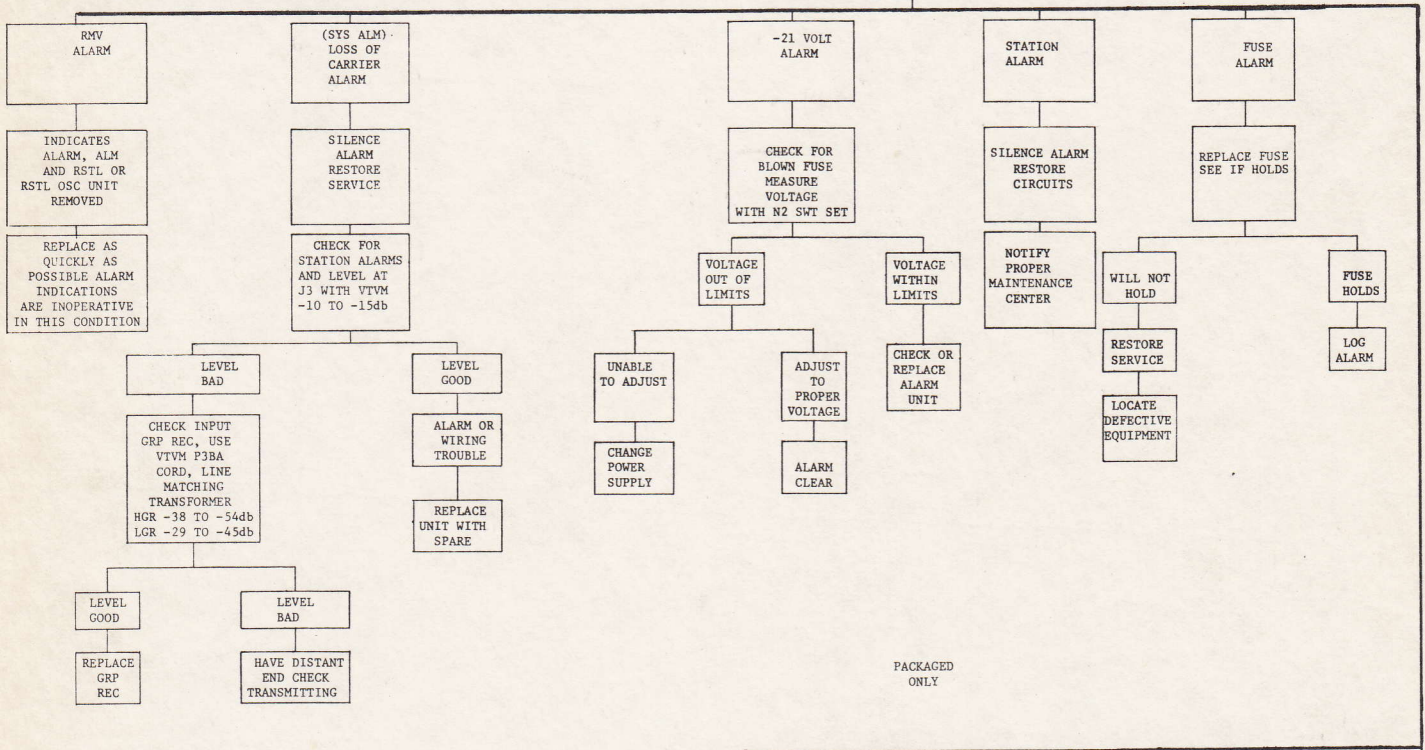 RMV
ALARM
INDICATES
ALARM, ALM
AND RSTL OR
RSTL OSC UNIT
REMOVED
REPLACE AS
QUICKLY AS
POSSIBLE ALARM
INDICATIONS
ARE INOPERATIVE
IN THIS CONDITION
(SYS ALM)
LOSS OF
CARRIER
ALARM
SILENCE
ALARM
RESTORE
SERVICE
CHECK FOR
STATION ALARMS
AND LEVEL AT
J3 WITH VTVM
-10 TO -15db
LEVEL
BAD
CHECK INPUT
GRP REC, USE
VTVM P3BA
CORD, LINE
MATCHING
TRANSFORMER
HGR -38 TO -54db
LGR -29 TO -45db
LEVEL
GOOD
REPLACE
GRP
REC
LEVEL
BAD
HAVE DISTANT
END CHECK
TRANSMITTING
LEVEL
GOOD
ALARM OR
WIRING
TROUBLE
REPLACE
UNIT WITH
SPARE
-21 VOLT
ALARM
CHECK FOR
BLOWN FUSE
MEASURE
VOLTAGE
WITH N2 SWT SET
VOLTAGE
OUT OF
LIMITS
UNABLE
TO ADJUST
CHANGE
POWER
SUPPLY
ADJUST
TO
PROPER
VOLTAGE
ALARM
CLEAR
VOLTAGE
WITHIN
LIMITS
CHECK OR
REPLACE
ALARM
UNIT
STATION
ALARM
SILENCE ALARM
RESTORE
CIRCUITS
NOTIFY
PROPER
MAINTENANCE
CENTER
FUSE
ALARM
REPLACE FUSE
SEE IF HOLDS
WILL NOT
HOLD
RESTORE
SERVICE
LOCATE
DEFECTIVE
EQUIPMENT
FUSE
HOLDS
LOG
ALARM
PACKAGED
ONLY